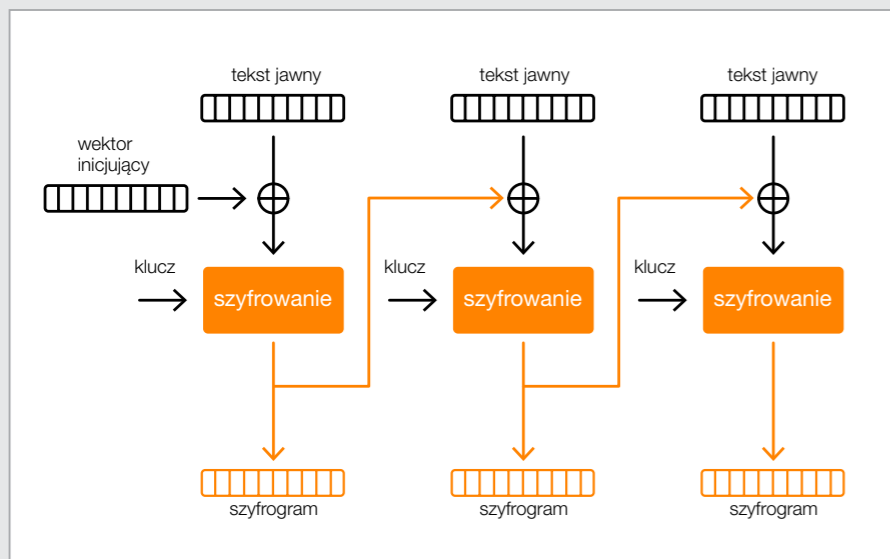 tekst jawny
tekst jawny
tekst jawny
wektor
inicjujący
klucz
szyfrowanie
klucz
szyfrowanie
klucz
szyfrowanie
szyfrogram
szyfrogram
szyfrogram